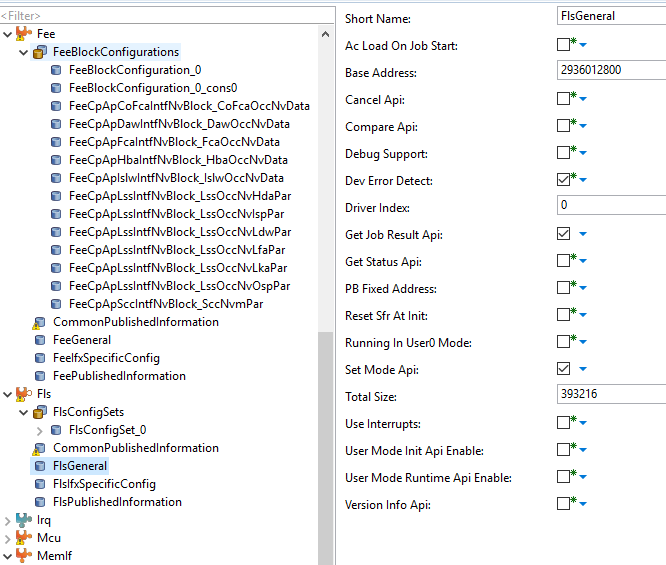 <Filter>
Fee
FeeBlockConfigurations
FeeBlockConfiguration_0
FeeBlockConfiguration_0_cons0
FeeCpApCoFcaIntfNvBlock_CoFcaOccNvData
FeeCpApDawIntfNvBlock_DawOccNvData
FeeCpApFcaIntfNvBlock_FcaOccNvData
FeeCpApHbaIntfNvBlock_HbaOccNvData
FeeCpApIslwIntfNvBlock_IslwOccNvData
FeeCpApLssIntfNvBlock_LssOccNvHdaPar
FeeCpApLssIntfNvBlock_LssOccNvIspPar
FeeCpApLssIntfNvBlock_LssOccNvLdwPar
FeeCpApLssIntfNvBlock_LssOccNvLfaPar
FeeCpApLssIntfNvBlock_LssOccNvLkaPar
FeeCpApLssIntfNvBlock_LssOccNvOspPar
FeeCpApSccIntfNvBlock_SccNvmPar
CommonPublishedInformation
FeeGeneral
FeeIfxSpecificConfig
FeePublishedInformation
Fls
FlsConfigSets
FlsConfigSet_0
CommonPublishedInformation
FlsGeneral
FlsIfxSpecificConfig
FlsPublishedInformation
Irq
Mcu
MemIf
Short Name: FlsGeneral
Ac Load On Job Start:
Base Address: 2936012800
Cancel Api:
Compare Api:
Debug Support:
Dev Error Detect:
Driver Index: 0
Get Job Result Api:
Get Status Api:
PB Fixed Address:
Reset Sfr At Init:
Running In User0 Mode:
Set Mode Api:
Total Size: 393216
Use Interrupts:
User Mode Init Api Enable:
User Mode Runtime Api Enable:
Version Info Api: